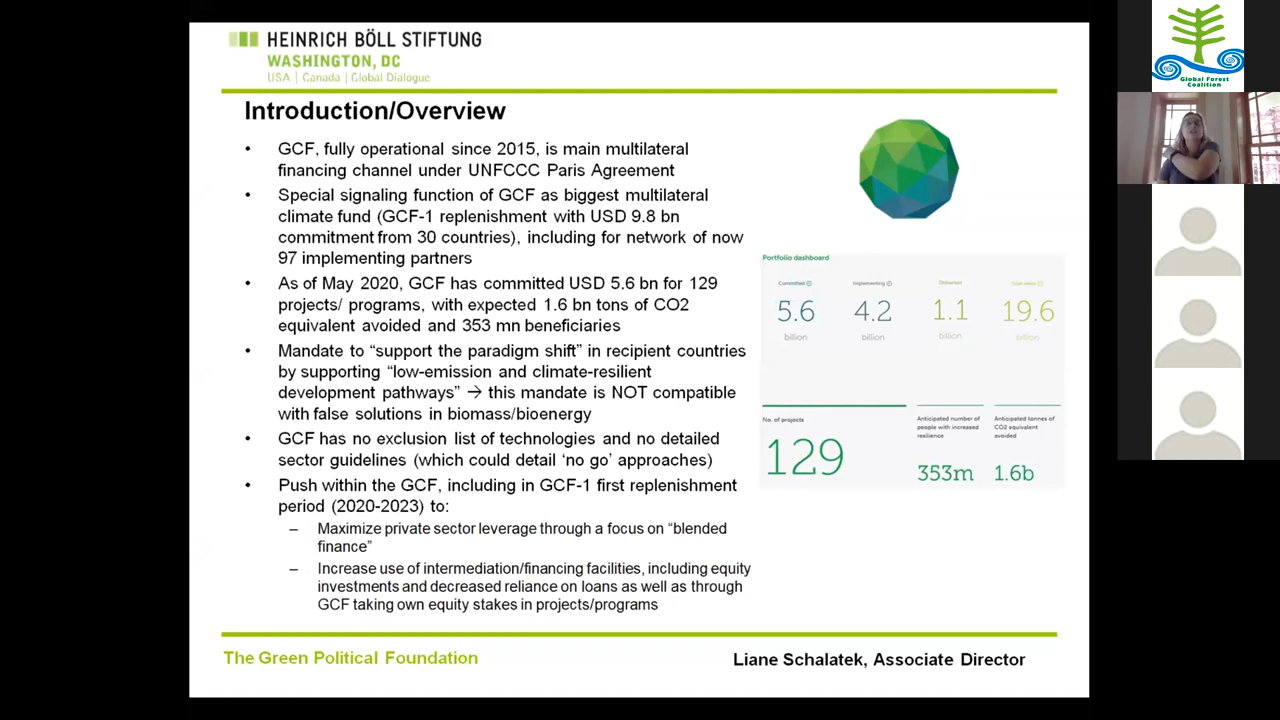 HEINRICH BÖLL STIFTUNG
WASHINGTON, DC
USA | Canada | Global Dialogue
Introduction/Overview
• GCF, fully operational since 2015, is main multilateral
financing channel under UNFCCC Paris Agreement
• Special signaling function of GCF as biggest multilateral
climate fund (GCF-1 replenishment with USD 9.8 bn
commitment from 30 countries), including for network of now
97 implementing partners
• As of May 2020, GCF has committed USD 5.6 bn for 129
projects/ programs, with expected 1.6 bn tons of CO2
equivalent avoided and 353 mn beneficiaries
• Mandate to “support the paradigm shift” in recipient countries
by supporting “low-emission and climate-resilient
development pathways” → this mandate is NOT compatible
with false solutions in biomass/bioenergy
• GCF has no exclusion list of technologies and no detailed
sector guidelines (which could detail ‘no go’ approaches)
• Push within the GCF, including in GCF-1 first replenishment
period (2020-2023) to:
– Maximize private sector leverage through a focus on “blended
finance”
– Increase use of intermediation/financing facilities, including equity
investments and decreased reliance on loans as well as through
GCF taking own equity stakes in projects/programs
Portfolio dashboard
Committed
5.6
billion
Implementing
4.2
billion
Disbursed
1.1
billion
Total value
19.6
billion
No. of projects
129
Anticipated number of
people with increased
resilience
353m
Anticipated tonnes of
CO2 equivalent
avoided
1.6b
The Green Political Foundation
Liane Schalatek, Associate Director
Global Forest
Coalition